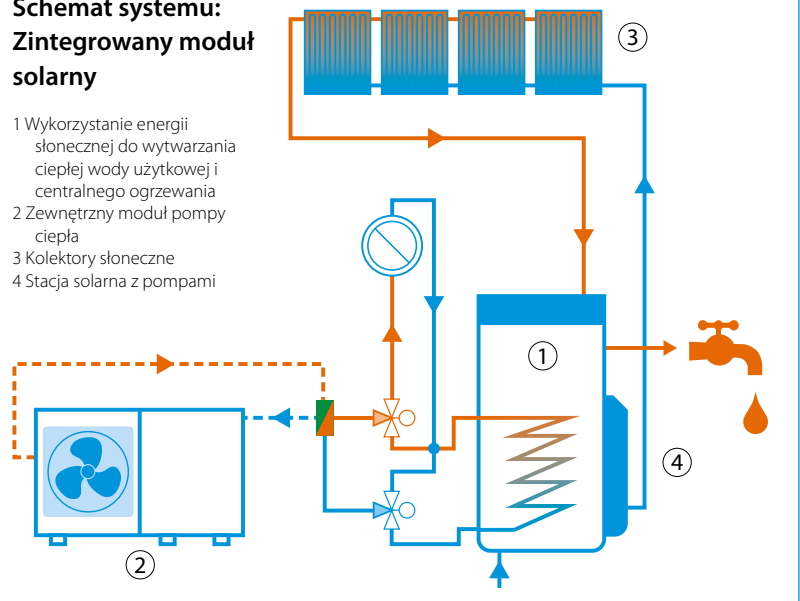 Schemat systemu:
Zintegrowany moduł
solarny
1 Wykorzystanie energii
słonecznej do wytwarzania
ciepłej wody użytkowej i
centralnego ogrzewania
2 Zewnętrzny moduł pompy
ciepła
3 Kolektory słoneczne
4 Stacja solarna z pompami
3
1
4
2